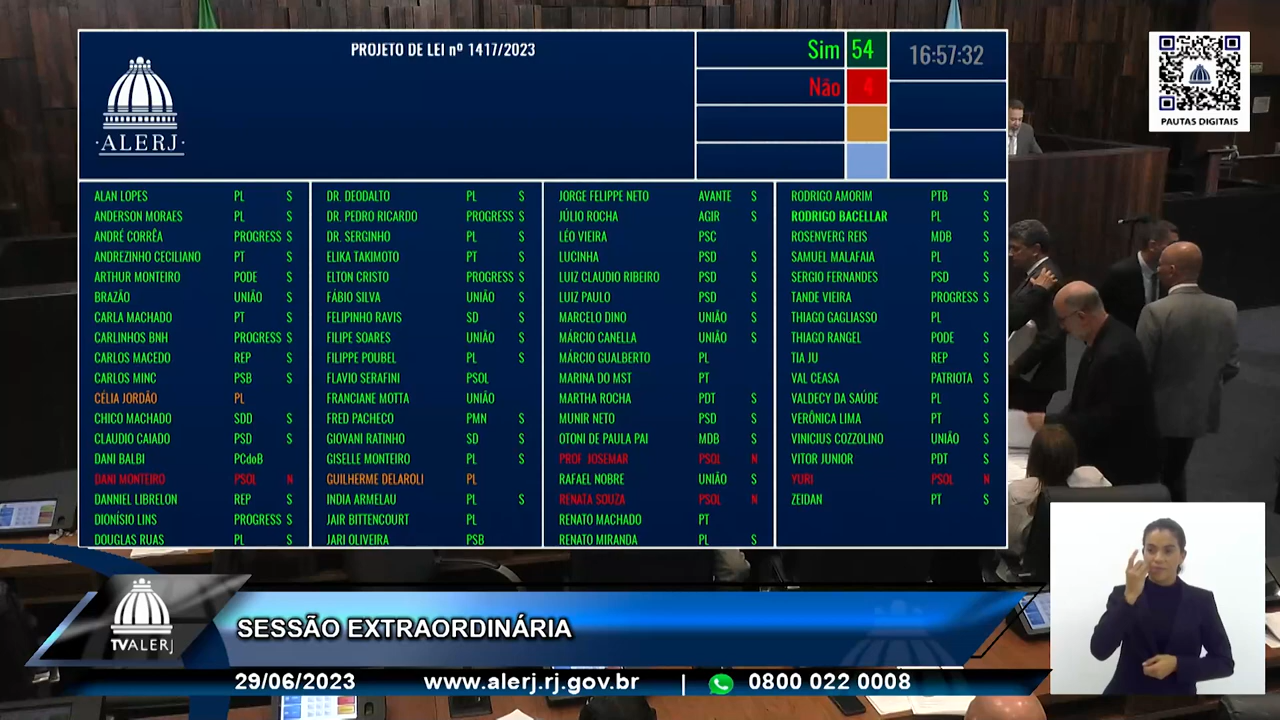 PROJETO DE LEI nº 1417/2023
Sim 54
Não 4
16:57:32
·ALERJ·
PAUTAS DIGITAIS
ALAN LOPES PL S
ANDERSON MORAES PL S
ANDRÉ CORRÊA PROGRESS S
ANDREZINHO CECILIANO PT S
ARTHUR MONTEIRO PODE S
BRAZÃO UNIÃO S
CARLA MACHADO PT S
CARLINHOS BNH PROGRESS S
CARLOS MACEDO REP S
CARLOS MINC PSB S
CÉLIA JORDÃO PL
CHICO MACHADO SDD S
CLAUDIO CAIADO PSD S
DANI BALBI PCdoB
DANI MONTEIRO PSOL N
DANNIEL LIBRELON REP S
DIONÍSIO LINS PROGRESS S
DOUGLAS RUAS PL S
DR. DEODALTO PL S
DR. PEDRO RICARDO PROGRESS S
DR. SERGINHO PL S
ELIKA TAKIMOTO PT S
ELTON CRISTO PROGRESS S
FÁBIO SILVA UNIÃO S
FELIPINHO RAVIS SD S
FILIPE SOARES UNIÃO S
FILIPPE POUBEL PL S
FLAVIO SERAFINI PSOL
FRANCIANE MOTTA UNIÃO
FRED PACHECO PMN S
GIOVANI RATINHO SD S
GISELLE MONTEIRO PL S
GUILHERME DELAROLI PL
INDIA ARMELAU PL S
JAIR BITTENCOURT PL
JARI OLIVEIRA PSB
JORGE FELIPPE NETO AVANTE S
JÚLIO ROCHA AGIR S
LÉO VIEIRA PSC
LUCINHA PSD S
LUIZ CLAUDIO RIBEIRO PSD S
LUIZ PAULO PSD S
MARCELO DINO UNIÃO S
MÁRCIO CANELLA UNIÃO S
MÁRCIO GUALBERTO PL
MARINA DO MST PT
MARTHA ROCHA PDT S
MUNIR NETO PSD S
OTONI DE PAULA PAI MDB S
PROF. JOSEMAR PSOL N
RAFAEL NOBRE UNIÃO S
RENATA SOUZA PSOL N
RENATO MACHADO PT
RENATO MIRANDA PL S
RODRIGO AMORIM PTB S
RODRIGO BACELLAR PL S
ROSENVERG REIS MDB S
SAMUEL MALAFAIA PL S
SERGIO FERNANDES PSD S
TANDE VIEIRA PROGRESS S
THIAGO GAGLIASSO PL
THIAGO RANGEL PODE S
TIA JU REP S
VAL CEASA PATRIOTA S
VALDECY DA SAÚDE PL S
VERÔNICA LIMA PT S
VINICIUS COZZOLINO UNIÃO S
VITOR JUNIOR PDT S
YURI PSOL N
ZEIDAN PT S
TVALERJ
SESSÃO EXTRAORDINÁRIA
29/06/2023 www.alerj.rj.gov.br | 0800 022 0008